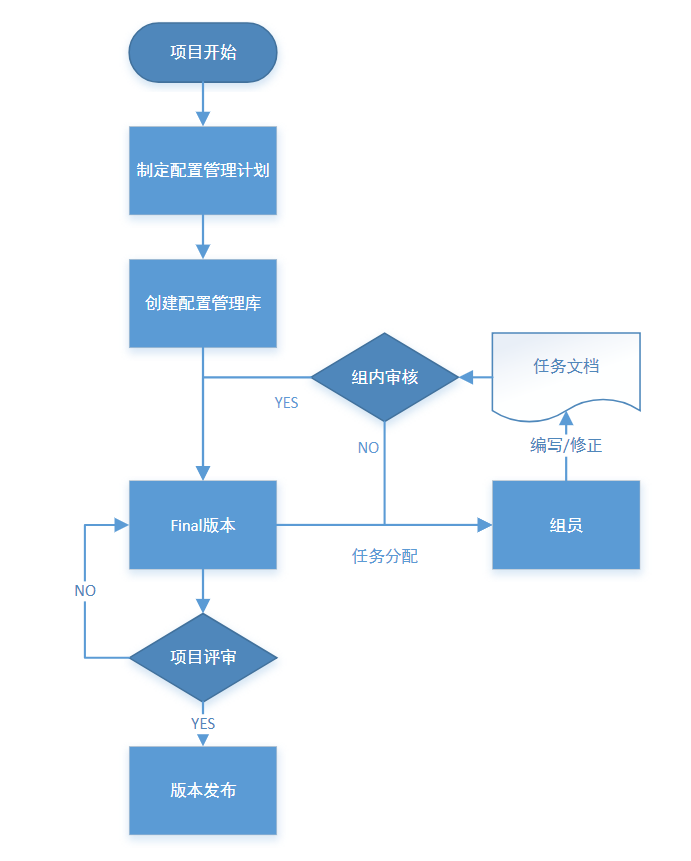 项目开始
制定配置管理计划
创建配置管理库
组内审核
任务文档
YES
NO
编写/修正
Final版本
组员
任务分配
NO
项目评审
YES
版本发布